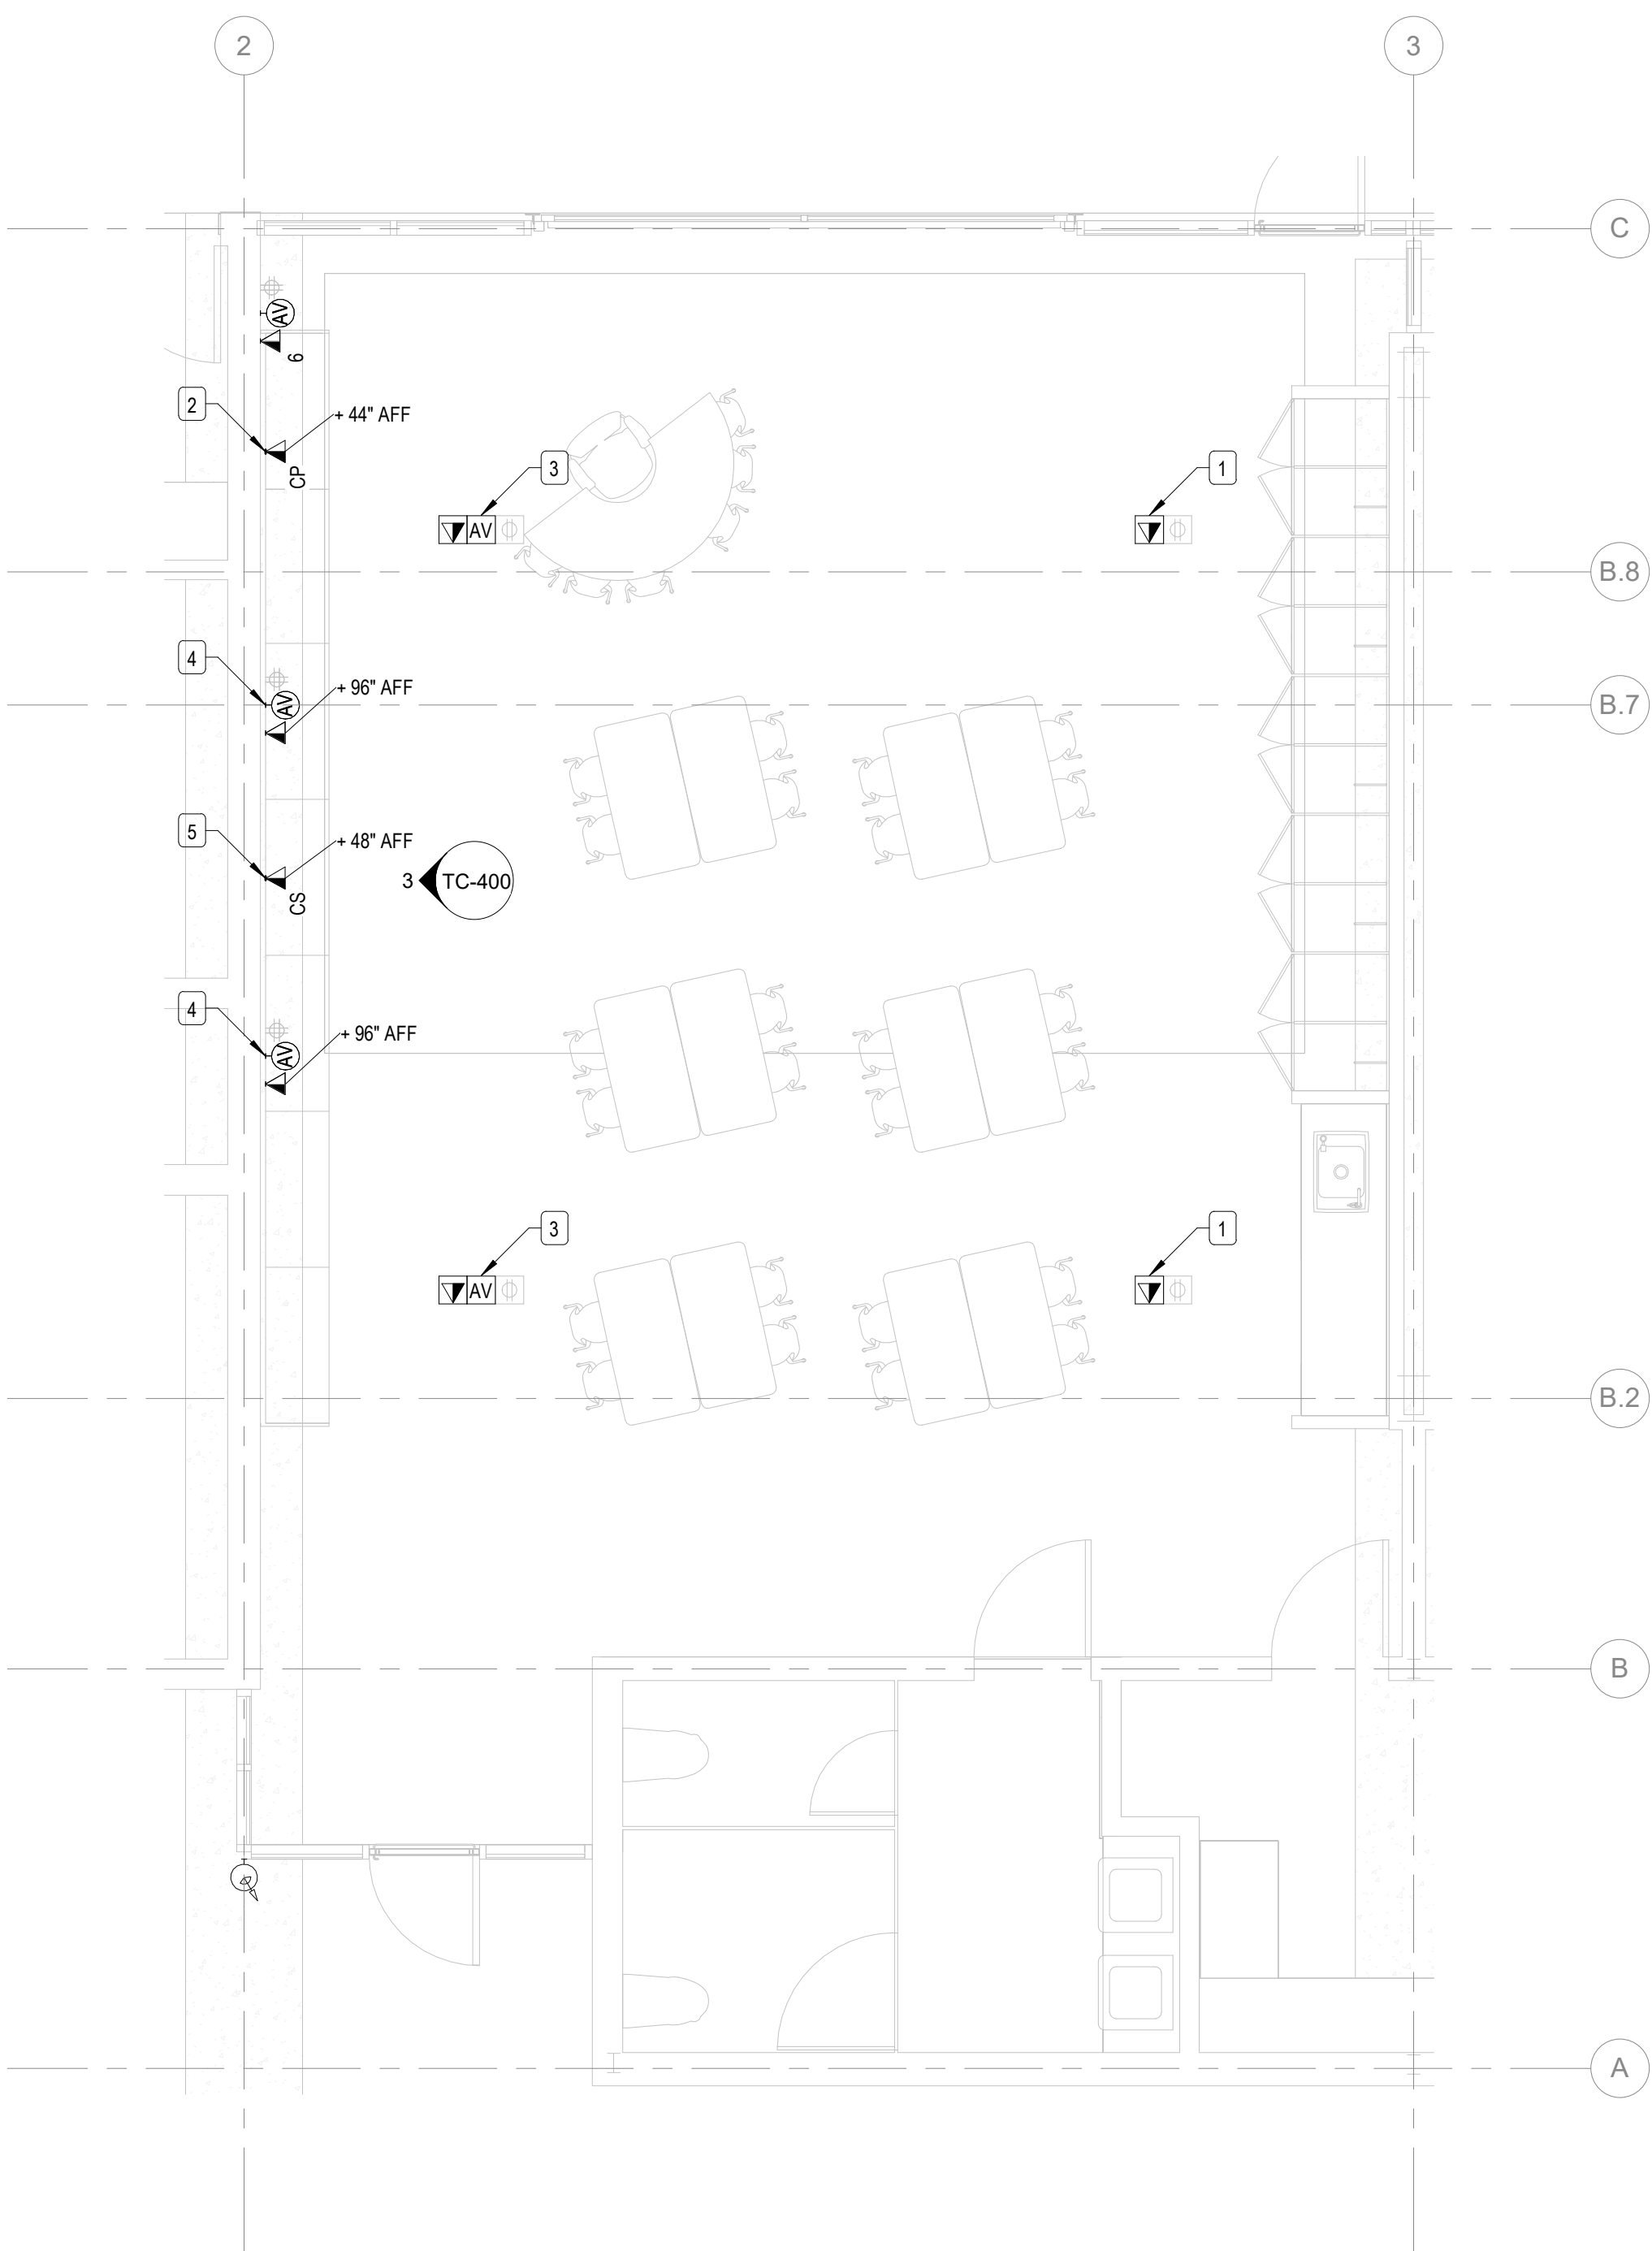 2
3
C
AV
6
2
+ 44" AFF
CP
3
1
AV
B.8
4
+ 96" AFF
AV
B.7
5
+ 48" AFF
CS
3
TC-400
4
+ 96" AFF
AV
3
1
AV
B.2
B
A